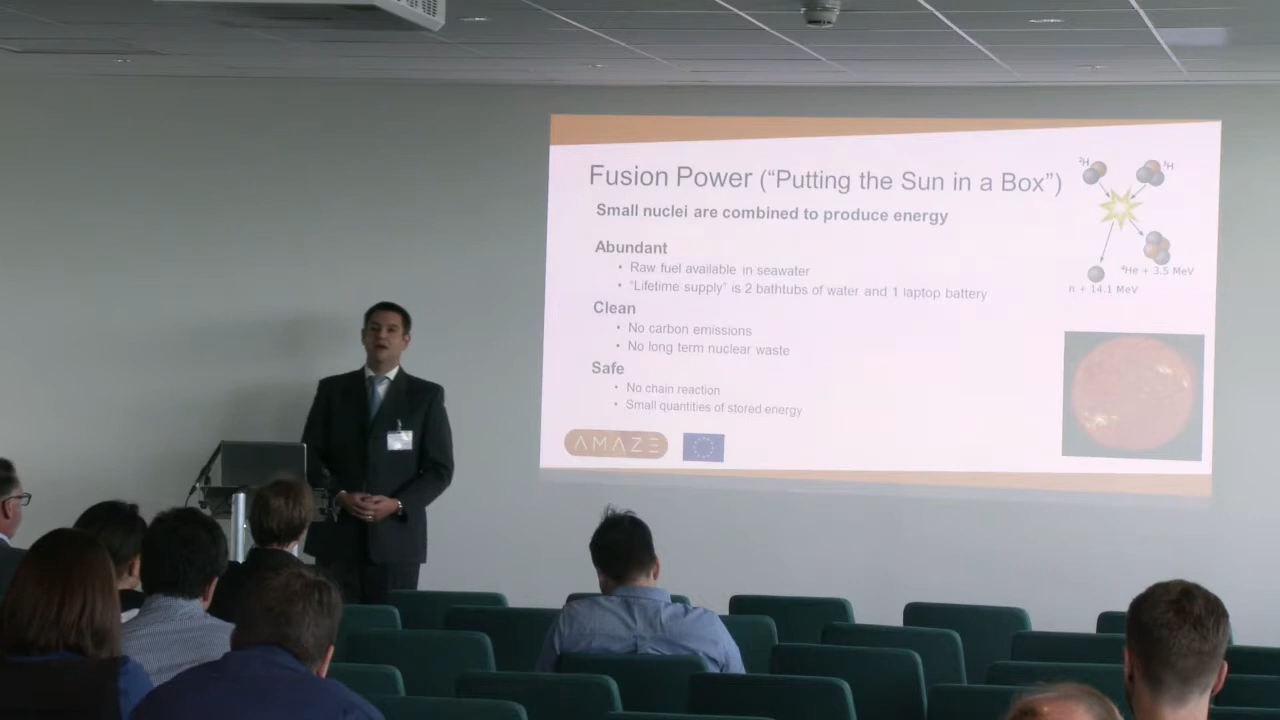 Fusion Power (“Putting the Sun in a Box”)
Small nuclei are combined to produce energy
Abundant
• Raw fuel available in seawater
• “Lifetime supply” is 2 bathtubs of water and 1 laptop battery
Clean
• No carbon emissions
• No long term nuclear waste
Safe
• No chain reaction
• Small quantities of stored energy
AMAZE
²H
³H
⁴He + 3.5 MeV
n + 14.1 MeV